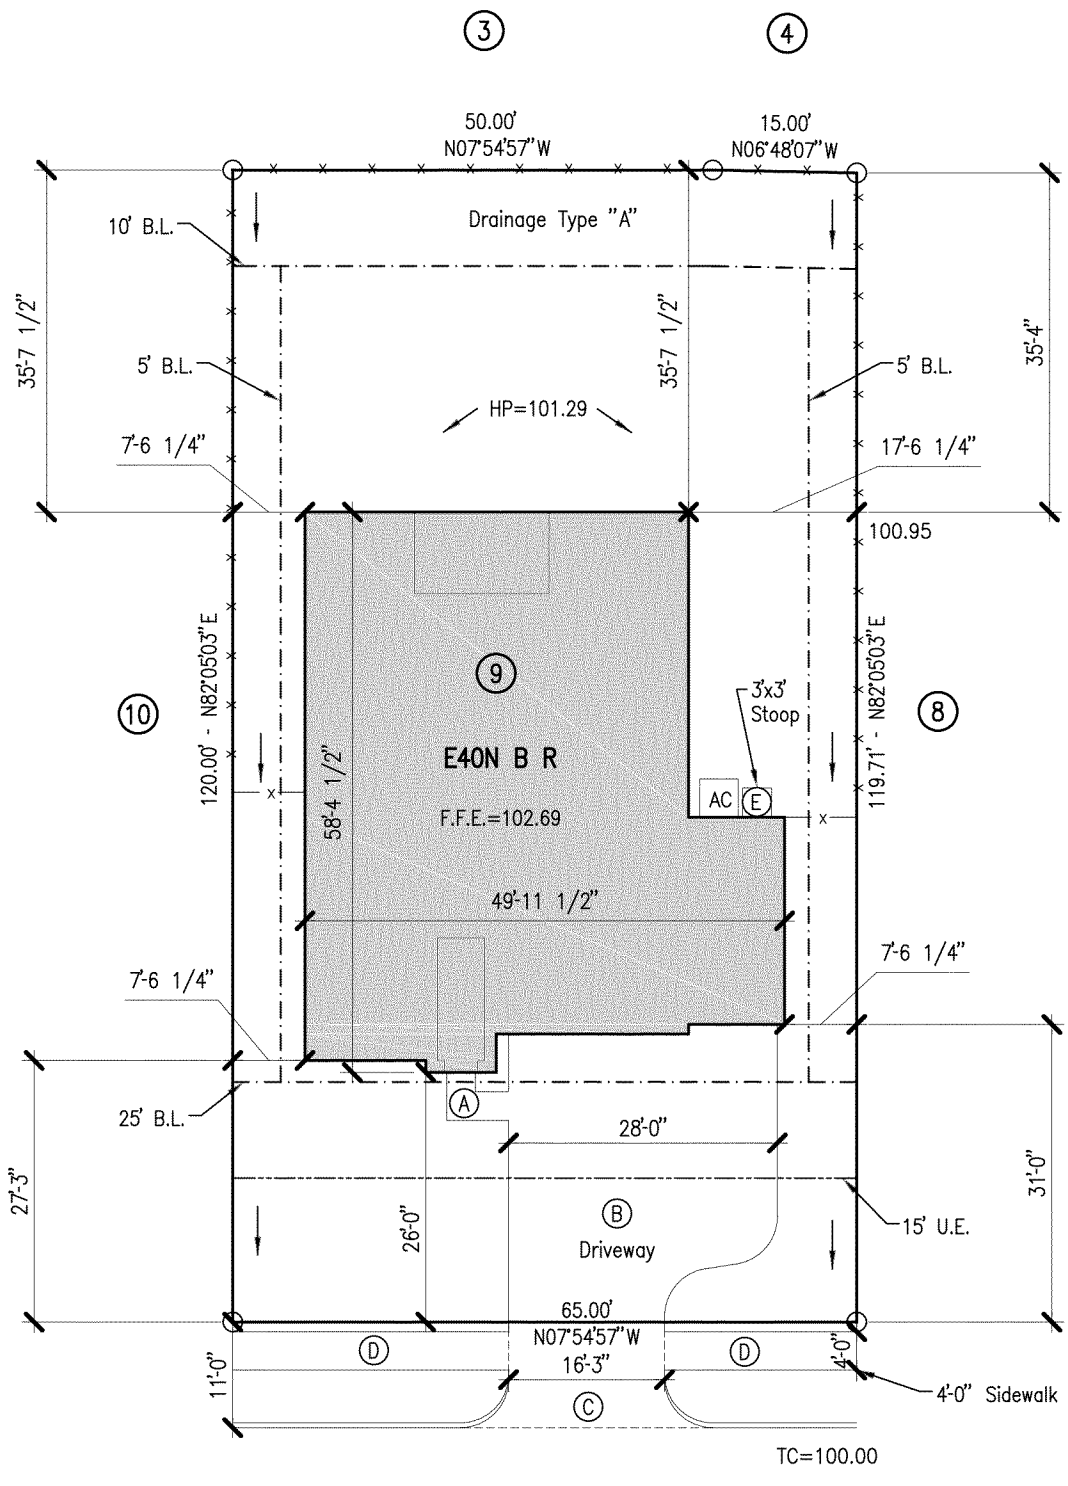 3
4
50.00'
N07°54'57"W
15.00'
N06°48'07"W
Drainage Type "A"
10' B.L.
35'-7 1/2"
35'-7 1/2"
35'-4"
5' B.L.
5' B.L.
HP=101.29
7'-6 1/4"
17'-6 1/4"
100.95
120.00' - N82°05'03"E
119.71' - N82°05'03"E
9
10
8
3'x3'
Stoop
E40N B R
58'-4 1/2"
AC
E
F.F.E.=102.69
49'-11 1/2"
7'-6 1/4"
7'-6 1/4"
A
25' B.L.
28'-0"
27'-3"
26'-0"
31'-0"
B
Driveway
15' U.E.
65.00'
N07°54'57"W
D
D
16'-3"
11'-0"
4'-0"
4'-0" Sidewalk
C
TC=100.00